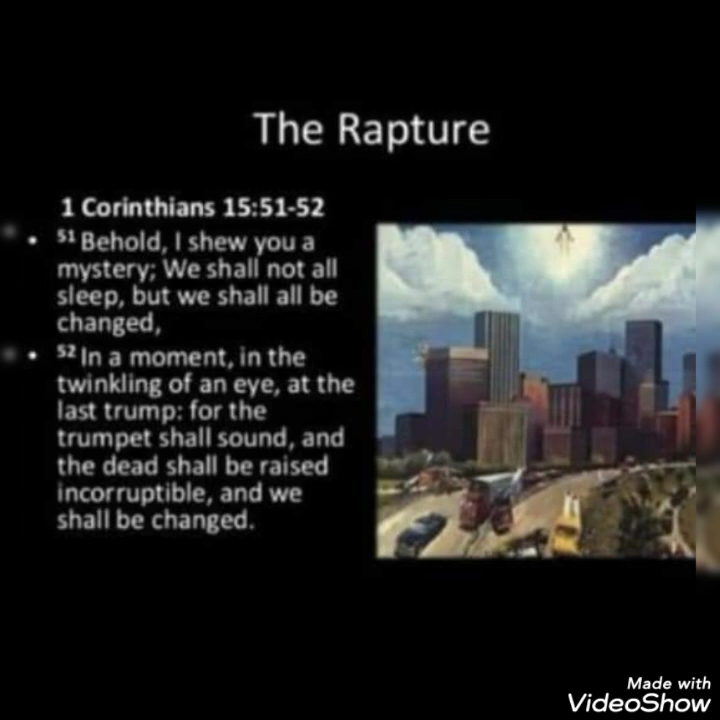 The Rapture
1 Corinthians 15:51-52
• 51 Behold, I shew you a
mystery; We shall not all
sleep, but we shall all be
changed,
• 52 In a moment, in the
twinkling of an eye, at the
last trump: for the
trumpet shall sound, and
the dead shall be raised
incorruptible, and we
shall be changed.
Made with
VideoShow